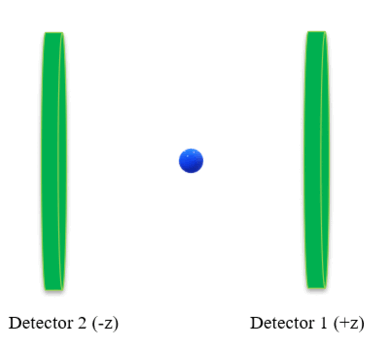 Detector 2 (-z)
Detector 1 (+z)